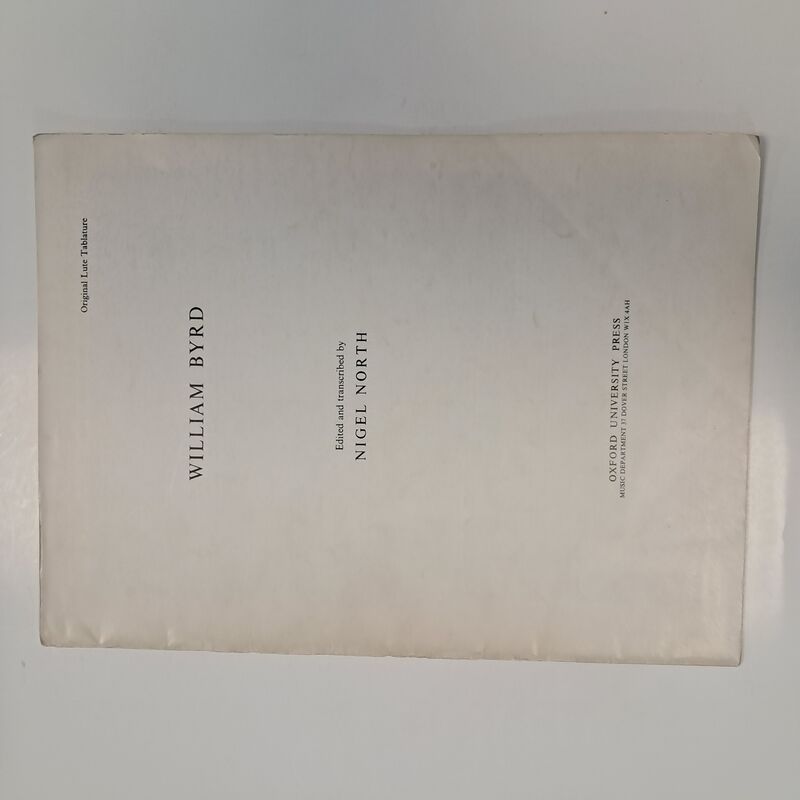 Original Lute Tablature
WILLIAM BYRD
Edited and transcribed by
NIGEL NORTH
OXFORD UNIVERSITY PRESS
MUSIC DEPARTMENT 37 DOVER STREET LONDON W1X 4AH